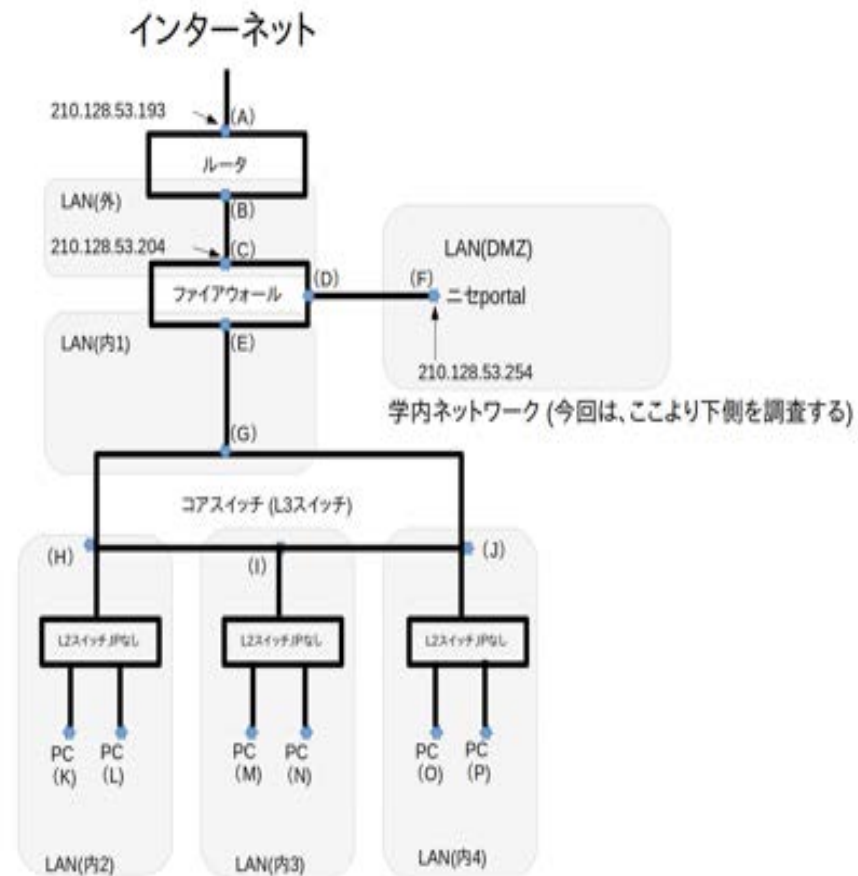 インターネット
210.128.53.193
(A)
ルータ
LAN(外)
(B)
210.128.53.204
(C)
ファイアウォール
(D)
(F)
LAN(DMZ)
ニセportal
210.128.53.254
LAN(内1)
(E)
学内ネットワーク (今回は、ここより下側を調査する)
(G)
コアスイッチ (L3スイッチ)
(H)
(I)
(J)
L2スイッチ,IPなし
L2スイッチ,IPなし
L2スイッチ,IPなし
PC
(K)
PC
(L)
PC
(M)
PC
(N)
PC
(O)
PC
(P)
LAN(内2)
LAN(内3)
LAN(内4)